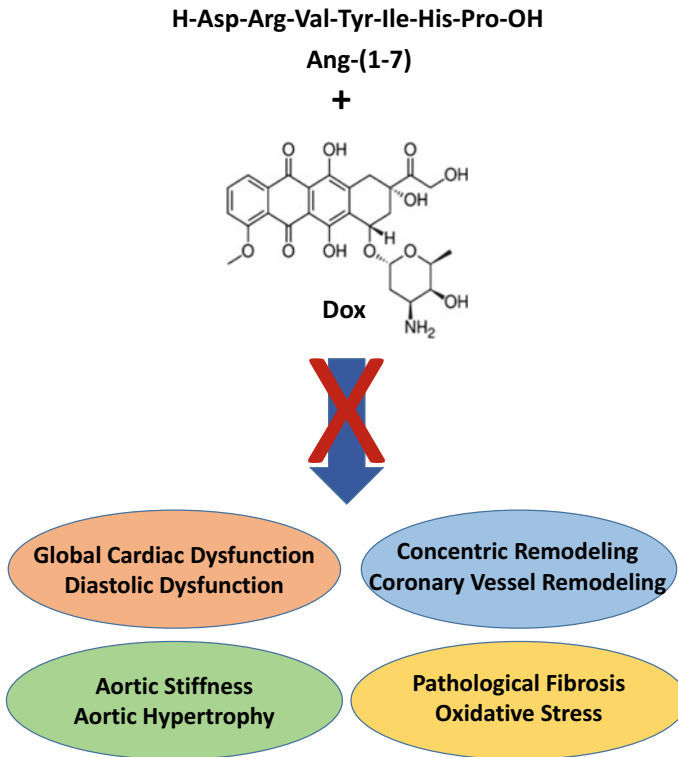 H-Asp-Arg-Val-Tyr-Ile-His-Pro-OH
Ang-(1-7)
+
O
OH
O
OH
OH
O
O
OH
H
O
O
OH
NH₂
Dox
X
Global Cardiac Dysfunction
Diastolic Dysfunction
Concentric Remodeling
Coronary Vessel Remodeling
Aortic Stiffness
Aortic Hypertrophy
Pathological Fibrosis
Oxidative Stress